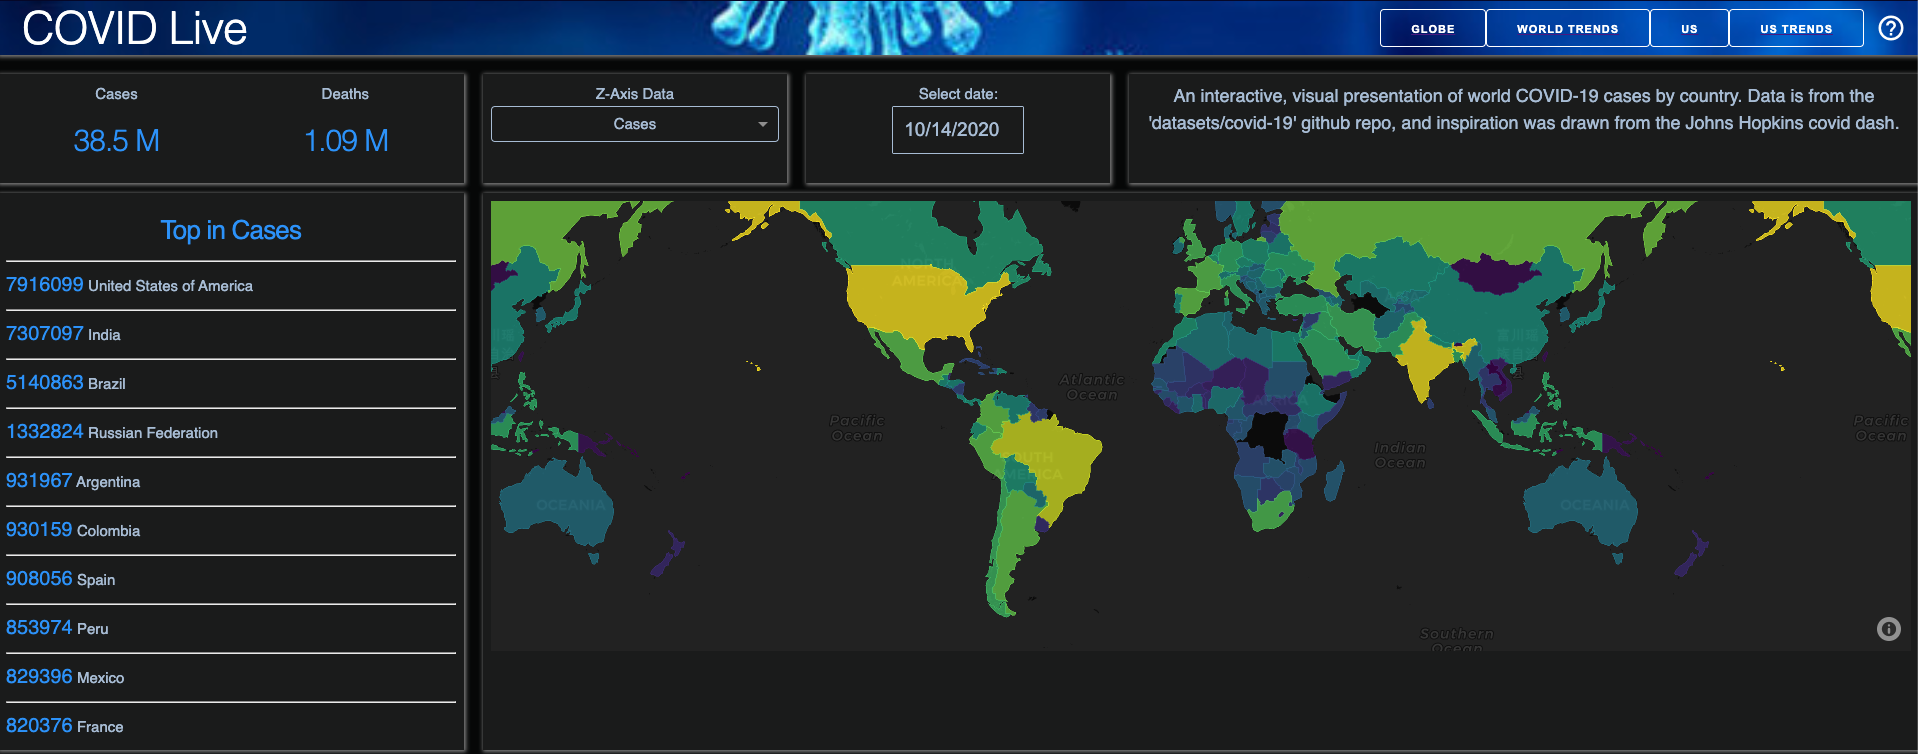 COVID Live
GLOBE
WORLD TRENDS
US
US TRENDS
?
Cases
Deaths
38.5 M
1.09 M
Z-Axis Data
Cases
Select date:
10/14/2020
An interactive, visual presentation of world COVID-19 cases by country. Data is from the
'datasets/covid-19' github repo, and inspiration was drawn from the Johns Hopkins covid dash.
Top in Cases
7916099 United States of America
7307097 India
5140863 Brazil
1332824 Russian Federation
931967 Argentina
930159 Colombia
908056 Spain
853974 Peru
829396 Mexico
820376 France
NORTH
AMERICA
Atlantic
Ocean
Pacific
Ocean
Pacific
Ocean
Indian
Ocean
SOUTH
AMERICA
OCEANIA
OCEANIA
Southern
Ocean